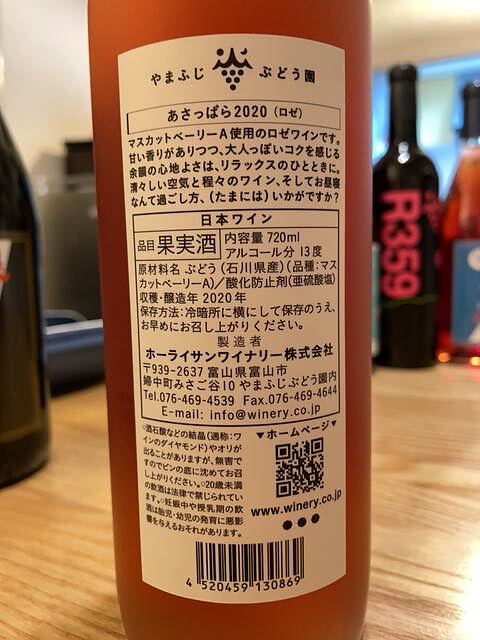 やまふじ ぶどう園
あさっぱら2020(ロゼ)
マスカットベーリーA使用のロゼワインです。
甘い香りがありつつ、大人っぽいコクを感じる
余韻の心地よさは、リラックスのひとときに。
清々しい空気と程々のワイン、そしてお昼寝
なんて過ごし方、(たまには)いかがですか?
日本ワイン
品目 果実酒 内容量 720ml
アルコール分 13度
原材料名 ぶどう(石川県産)(品種:マス
カットベーリーA)/酸化防止剤(亜硫酸塩)
収穫・醸造年 2020年
保存方法:冷暗所に横にして保存のうえ、
お早めにお召し上がりください。
製造者
ホーライサンワイナリー株式会社
〒939-2637 富山県富山市
婦中町みさご谷10 やまふじぶどう園内
Tel.076-469-4539 Fax.076-469-4644
E-mail: info@winery.co.jp
○酒石酸などの結晶(通称:ワ
インのダイヤモンド)やオリが
出ることがありますが、無害で
すのでビンの底に沈めてお召
し上がりください。○20歳未満
の飲酒は法律で禁じられてい
ます。○妊娠中や授乳期の飲
酒は胎児・幼児の発育に悪影
響を与えるおそれがあります。
▼ホームページ▼
www.winery.co.jp
4 520459 130869
R359